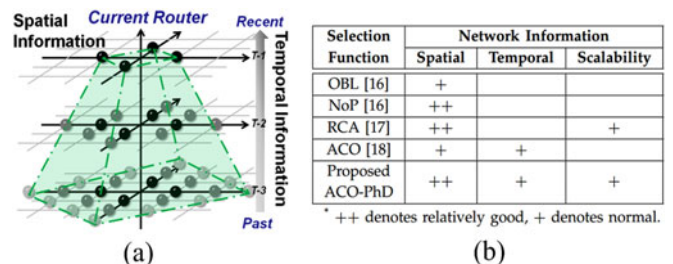 Spatial
Information
Current Router
Recent
Temporal Information
T-1
T-2
T-3
Past
(a)
Selection
Function
Network Information
Spatial Temporal Scalability
OBL [16] +
NoP [16] ++
RCA [17] ++ +
ACO [18] + +
Proposed
ACO-PhD ++ + +
* ++ denotes relatively good, + denotes normal.
(b)